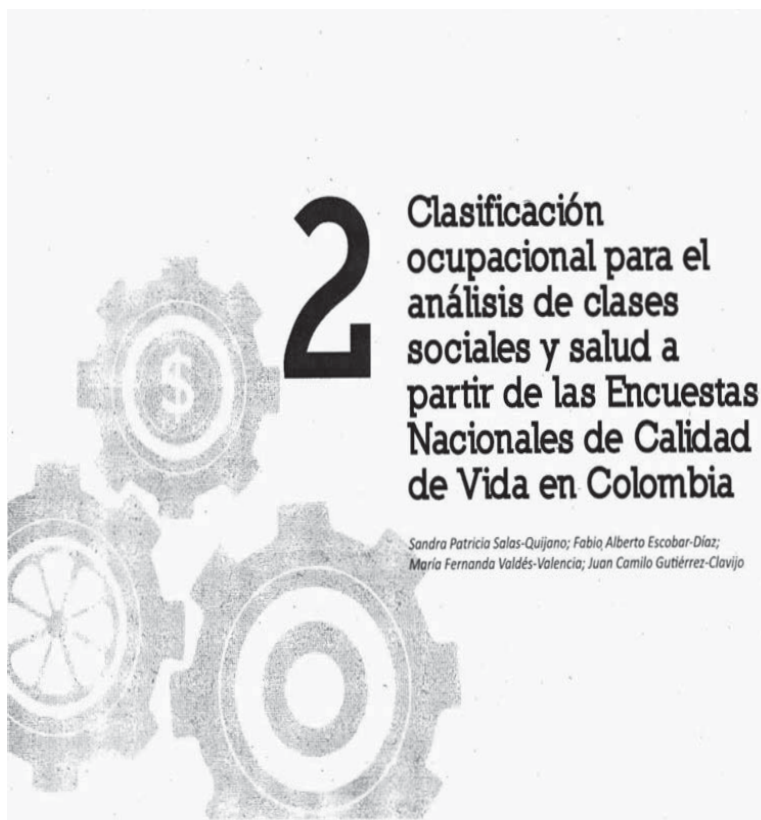 2
Clasificación
ocupacional para el
análisis de clases
sociales y salud a
partir de las Encuestas
Nacionales de Calidad
de Vida en Colombia
Sandra Patricia Salas-Quijano; Fabio Alberto Escobar-Díaz;
María Fernanda Valdés-Valencia; Juan Camilo Gutiérrez-Clavijo
$